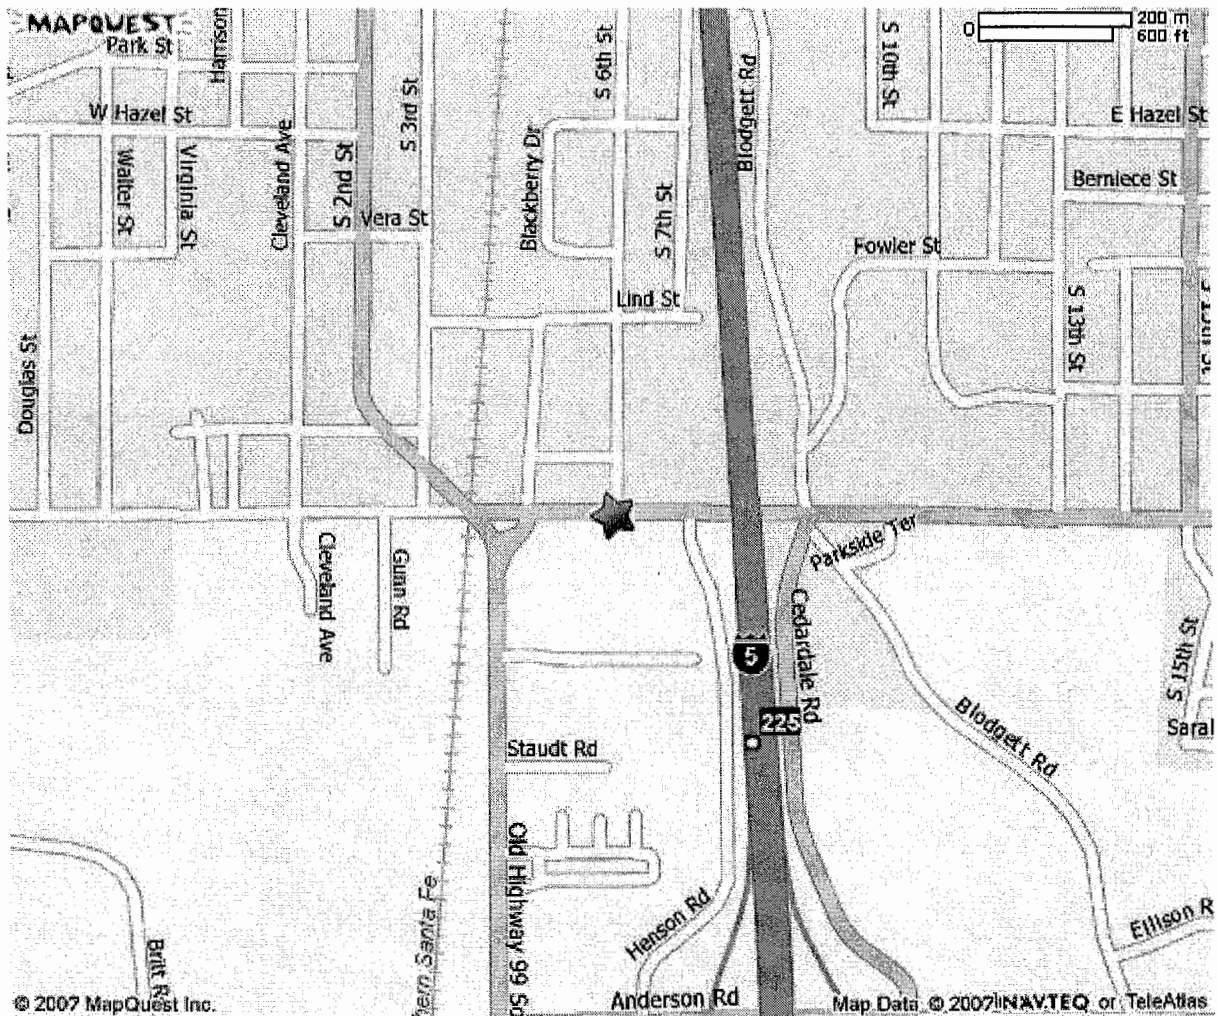 MAPQUEST
200 m
0
600 ft
Park St
Harrison
S 3rd St
S 6th St
Blodgett Rd
S 10th St
W Hazel St
E Hazel St
Walter St
Virginia St
Cleveland Ave
S 2nd St
Blackberry Dr
S 7th St
Berniece St
Vera St
Fowler St
Lind St
S 13th St
Douglas St
Cleveland Ave
Gunn Rd
Parkside Ter
Cedardale Rd
5
S 15th St
225
Blodgett Rd
Staudt Rd
Old Highway 99 So
Henson Rd
Ellison R
Britt R
Santa Fe
Anderson Rd
© 2007 MapQuest Inc.
Map Data © 2007 NAVTEQ or TeleAtlas